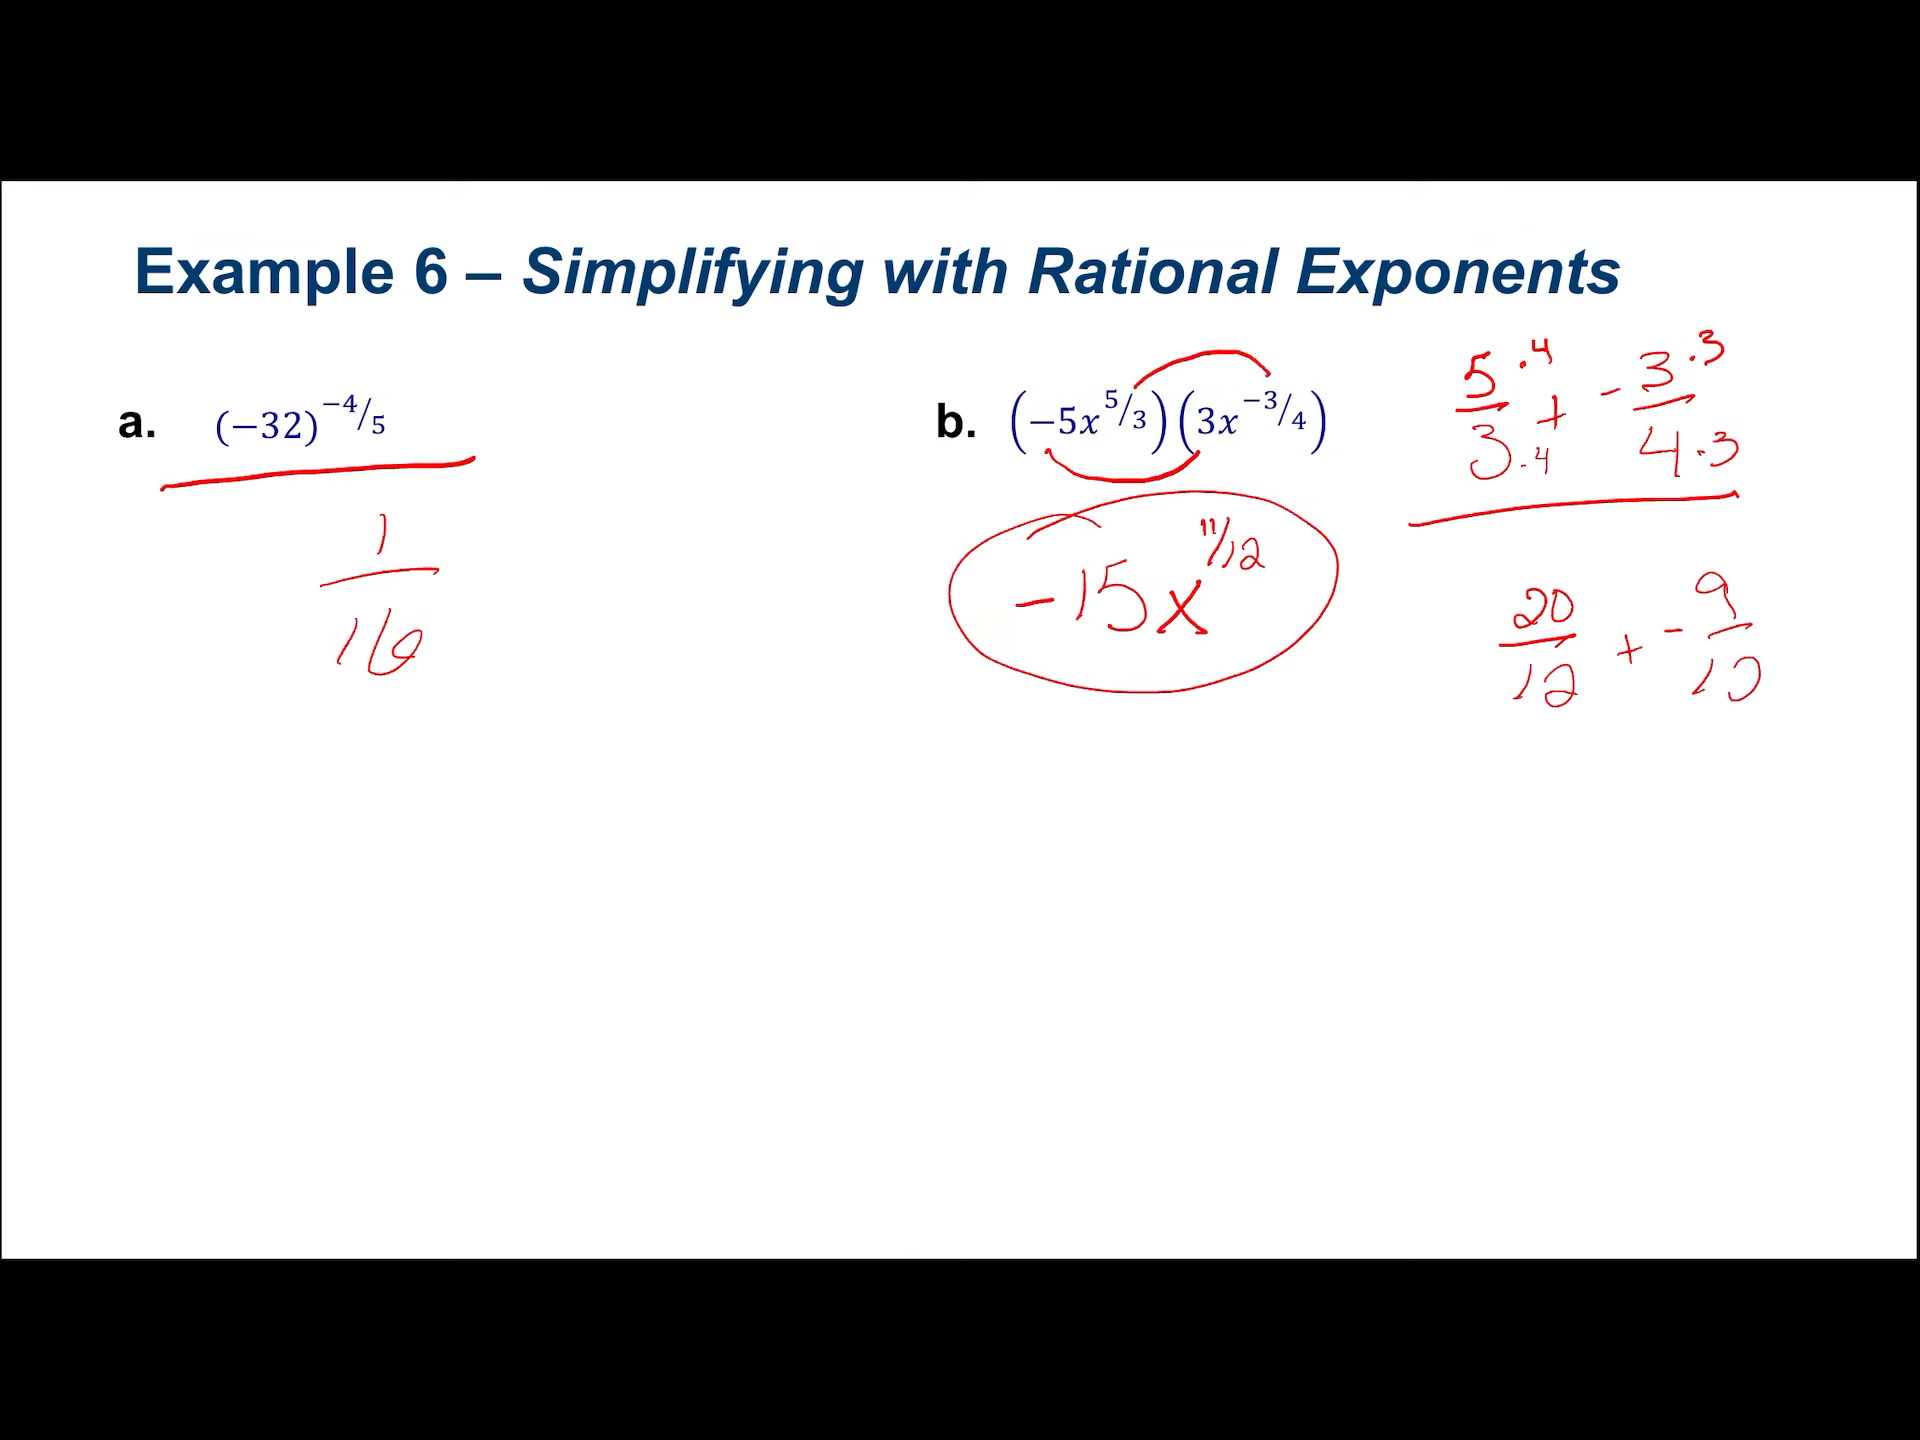 Example 6 – Simplifying with Rational Exponents
a. (−32)^−4/5
1/16
b. (−5x^5/3)(3x^−3/4)
−15x^11/12
5·4/3·4 + −3·3/4·3
20/12 + −9/12